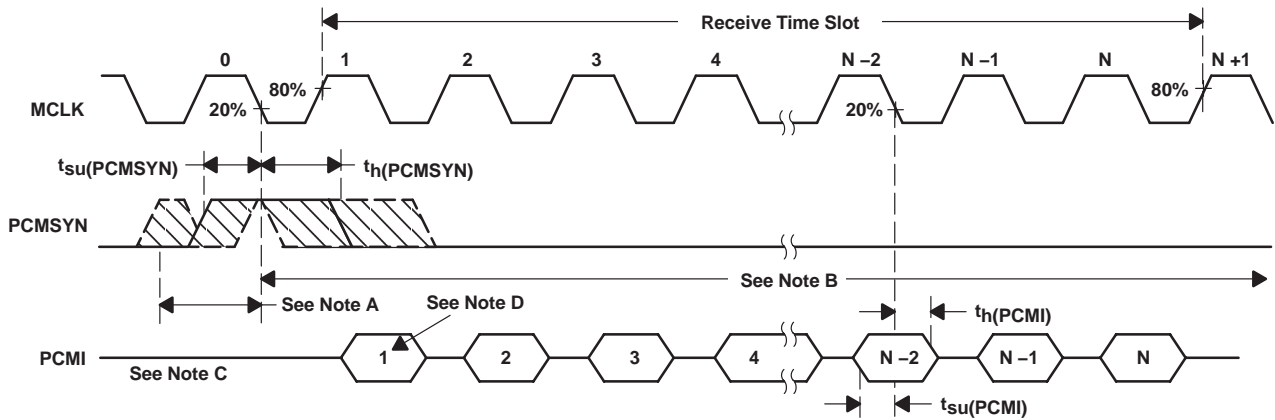 Receive Time Slot
0 1 2 3 4 N –2 N –1 N N +1
80% 80%
MCLK 20% 20%
tsu(PCMSYN) th(PCMSYN)
PCMSYN
See Note B
See Note A See Note D
th(PCMI)
PCMI 1 2 3 4 N –2 N –1 N
See Note C
tsu(PCMI)